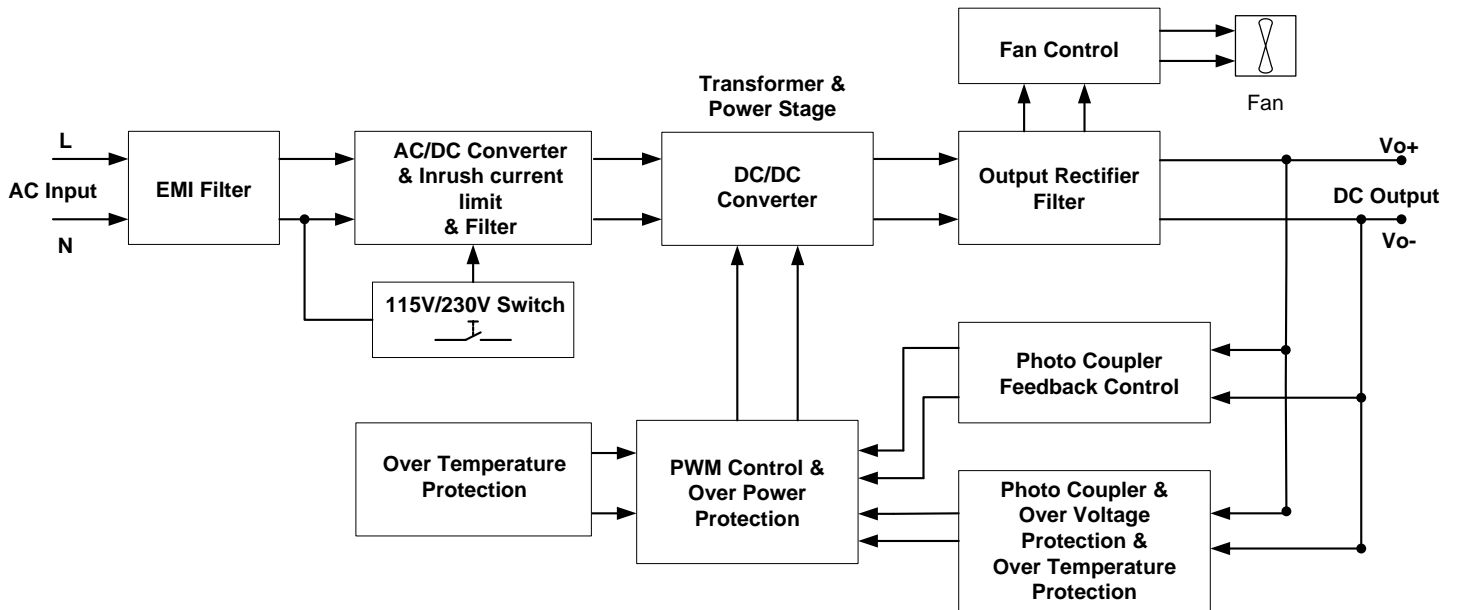 Fan Control
Fan
Transformer &
Power Stage
L
AC Input
N
EMI Filter
AC/DC Converter
& Inrush current
limit
& Filter
DC/DC
Converter
Output Rectifier
Filter
Vo+
DC Output
Vo-
115V/230V Switch
Photo Coupler
Feedback Control
Over Temperature
Protection
PWM Control &
Over Power
Protection
Photo Coupler &
Over Voltage
Protection &
Over Temperature
Protection